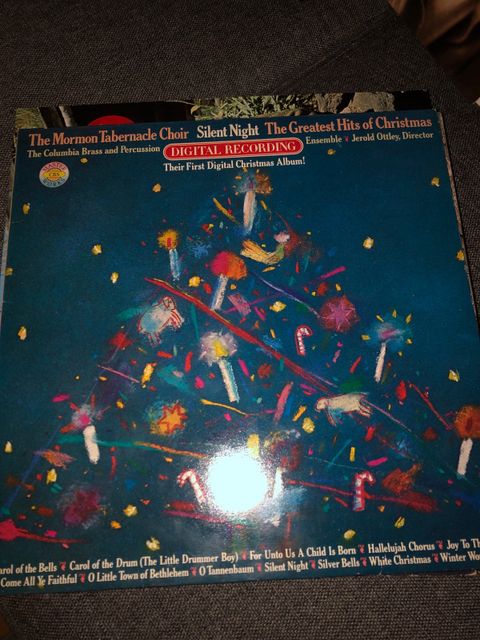 The Mormon Tabernacle Choir Silent Night The Greatest Hits of Christmas
The Columbia Brass and Percussion DIGITAL RECORDING Ensemble Jerold Ottley, Director
Their First Digital Christmas Album!
arol of the Bells Carol of the Drum (The Little Drummer Boy) For Unto Us A Child Is Born Hallelujah Chorus Joy To Th
Come All Ye Faithful O Little Town of Bethlehem O Tannenbaum Silent Night Silver Bells White Christmas Winter Wo